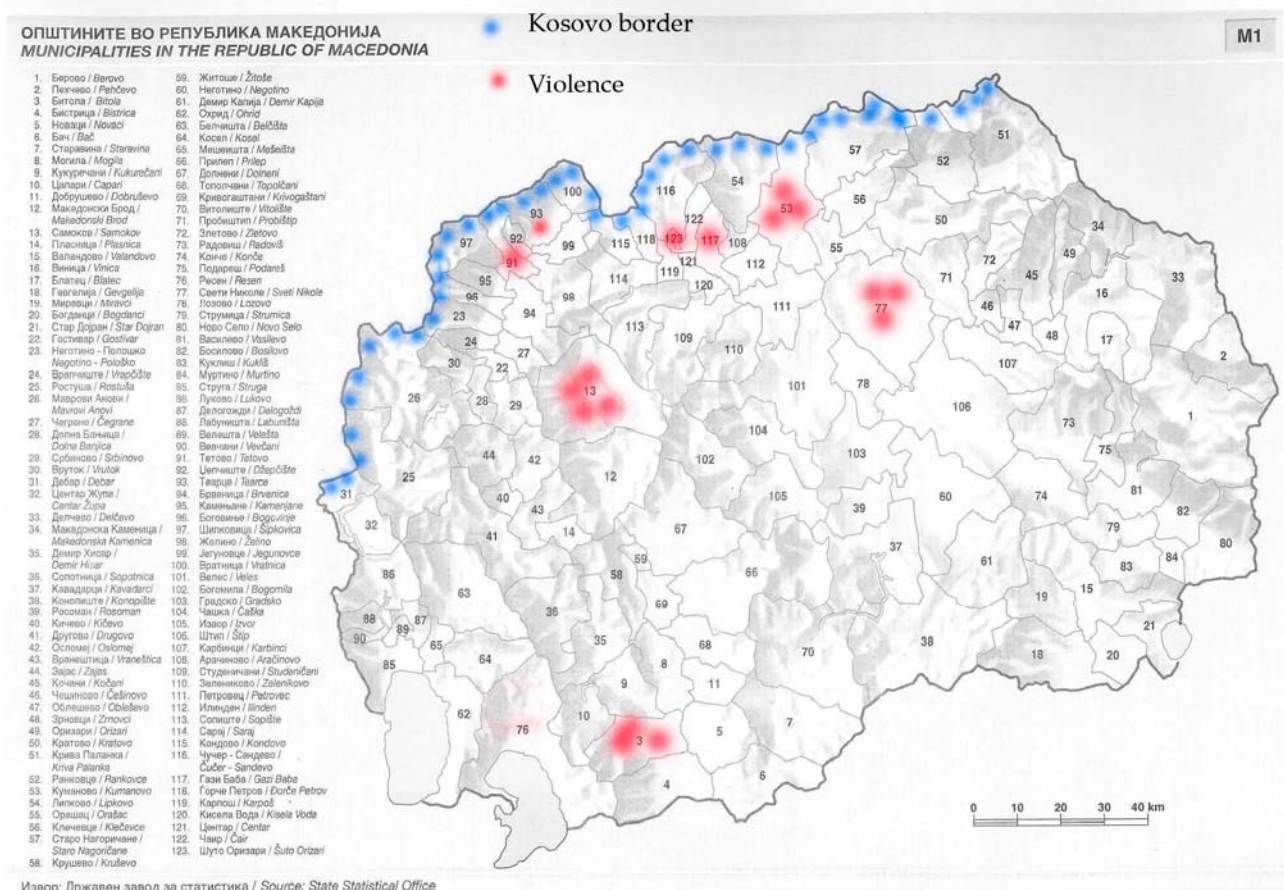 ОПШТИНИТЕ ВО РЕПУБЛИКА МАКЕДОНИЈА
MUNICIPALITIES IN THE REPUBLIC OF MACEDONIA
Kosovo border
Violence
M1
1. Берово / Berovo
2. Пехчево / Pehčevo
3. Битола / Bitola
4. Бистрица / Bistrica
5. Новаци / Novaci
6. Бач / Bač
7. Старавина / Staravina
8. Могила / Mogila
9. Кукуречани / Kukurečani
10. Цапари / Capari
11. Добрушево / Dobruševo
12. Македонски Брод /
Makedonski Brod
13. Самоков / Samokov
14. Пласница / Plasnica
15. Валандово / Valandovo
16. Виница / Vinica
17. Блатец / Blatec
18. Гевгелија / Gevgelija
19. Миравци / Miravci
20. Богданци / Bogdanci
21. Стар Дојран / Star Dojran
22. Гостивар / Gostivar
23. Неготино - Полошко
Negotino - Pološko
24. Врапчиште / Vrapčište
25. Ростуша / Rostuša
26. Маврови Анови /
Mavrovi Anovi
27. Чегране / Čegrane
28. Долна Бањица /
Dolna Banjica
29. Србиново / Srbinovo
30. Вруток / Vrutok
31. Дебар / Debar
32. Центар Жупа /
Centar Župa
33. Делчево / Delčevo
34. Македонска Каменица /
Makedonska Kamenica
35. Демир Хисар /
Demir Hisar
36. Сопотница / Sopotnica
37. Кавадарци / Kavadarci
38. Конопиште / Konopište
39. Росоман / Rosoman
40. Кичево / Kičevo
41. Другово / Drugovo
42. Осломеј / Oslomej
43. Вранештица / Vraneštica
44. Зајас / Zajas
45. Кочани / Kočani
46. Чешиново / Češinovo
47. Облешево / Obleševo
48. Зрновци / Zrnovci
49. Оризари / Orizari
50. Кратово / Kratovo
51. Крива Паланка /
Kriva Palanka
52. Ранковце / Rankovce
53. Куманово / Kumanovo
54. Липково / Lipkovo
55. Орашац / Orašac
56. Клечевце / Klečevce
57. Старо Нагоричане /
Staro Nagoričane
58. Крушево / Kruševo
59. Житоше / Žitoše
60. Неготино / Negotino
61. Демир Капија / Demir Kapija
62. Охрид / Ohrid
63. Белчишта / Belčišta
64. Косел / Kosel
65. Мешеишта / Mešeišta
66. Прилеп / Prilep
67. Долнени / Dolneni
68. Тополчани / Topolčani
69. Кривогаштани / Krivogaštani
70. Витолиште / Vitolište
71. Пробиштип / Probištip
72. Злетово / Zletovo
73. Радовиш / Radoviš
74. Конче / Konče
75. Подареш / Podareš
76. Ресен / Resen
77. Свети Николе / Sveti Nikole
78. Лозово / Lozovo
79. Струмица / Strumica
80. Ново Село / Novo Selo
81. Василево / Vasilevo
82. Босилово / Bosilovo
83. Куклиш / Kukliš
84. Муртино / Murtino
85. Струга / Struga
86. Луково / Lukovo
87. Делогожди / Delogoždi
88. Лабуништа / Labuništa
89. Велешта / Velešta
90. Вевчани / Vevčani
91. Тетово / Tetovo
92. Џепчиште / Džepčište
93. Теарце / Tearce
94. Брвеница / Brvenica
95. Камењане / Kamenjane
96. Боговиње / Bogovinje
97. Шипковица / Šipkovica
98. Желино / Želino
99. Јегуновце / Jegunovce
100. Вратница / Vratnica
101. Велес / Veles
102. Богомила / Bogomila
103. Градско / Gradsko
104. Чашка / Čaška
105. Извор / Izvor
106. Штип / Štip
107. Карбинци / Karbinci
108. Арачиново / Aračinovo
109. Студеничани / Studeničani
110. Зелениково / Zelenikovo
111. Петровец / Petrovec
112. Илинден / Ilinden
113. Сопиште / Sopište
114. Сарај / Saraj
115. Кондово / Kondovo
116. Чучер - Сандево /
Čučer - Sandevo
117. Гази Баба / Gazi Baba
118. Ѓорче Петров / Đorče Petrov
119. Карпош / Karpoš
120. Кисела Вода / Kisela Voda
121. Центар / Centar
122. Чаир / Čair
123. Шуто Оризари / Šuto Orizari
0 10 20 30 40 km
Извор: Државен завод за статистика / Source: State Statistical Office